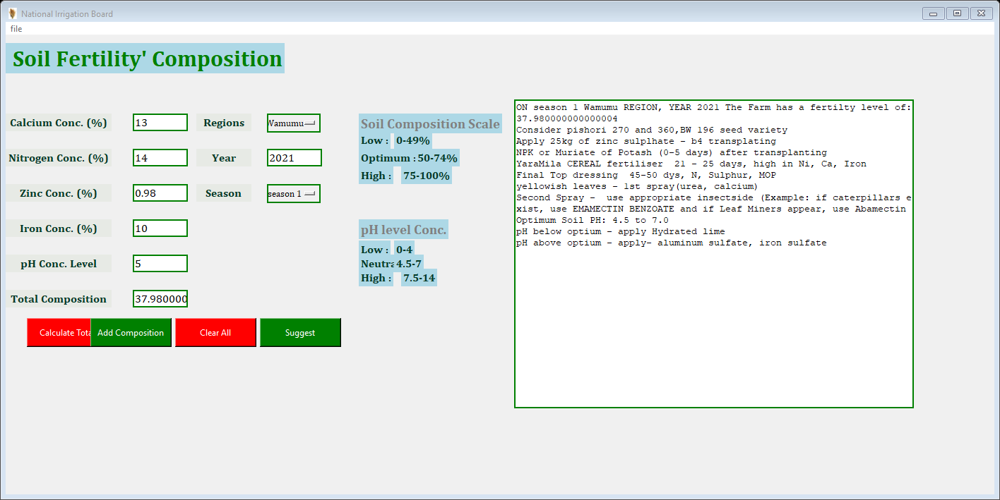 National Irrigation Board
file
Soil Fertility' Composition
Calcium Conc. (%) 13 Regions Wamumu
Nitrogen Conc. (%) 14 Year 2021
Zinc Conc. (%) 0.98 Season season 1
Iron Conc. (%) 10
pH Conc. Level 5
Total Composition 37.980000
Calculate Tota Add Composition Clear All Suggest
Soil Composition Scale
Low : 0-49%
Optimum : 50-74%
High : 75-100%
pH level Conc.
Low : 0-4
Neutra 4.5-7
High : 7.5-14
ON season 1 Wamumu REGION, YEAR 2021 The Farm has a fertilty level of:
37.980000000000004
Consider pishori 270 and 360,BW 196 seed variety
Apply 25kg of zinc sulplhate - b4 transplating
NPK or Muriate of Potash (0-5 days) after transplanting
YaraMila CEREAL fertiliser  21 - 25 days, high in Ni, Ca, Iron
Final Top dressing  45-50 dys, N, Sulphur, MOP
yellowish leaves - 1st spray(urea, calcium)
Second Spray -  use appropriate insectside (Example: if caterpillars e
xist, use EMAMECTIN BENZOATE and if Leaf Miners appear, use Abamectin
Optimum Soil PH: 4.5 to 7.0
pH below optium - apply Hydrated lime
pH above optium - apply- aluminum sulfate, iron sulfate